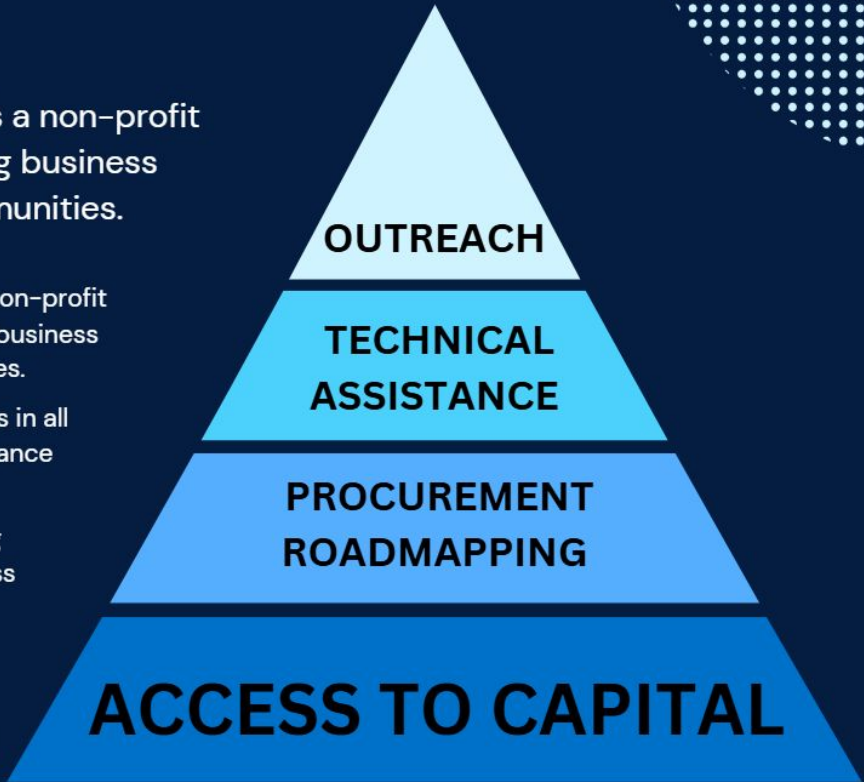 s a non-profit
g business
munities.
on-profit
business
es.
s in all
ance
ss
OUTREACH
TECHNICAL
ASSISTANCE
PROCUREMENT
ROADMAPPING
ACCESS TO CAPITAL